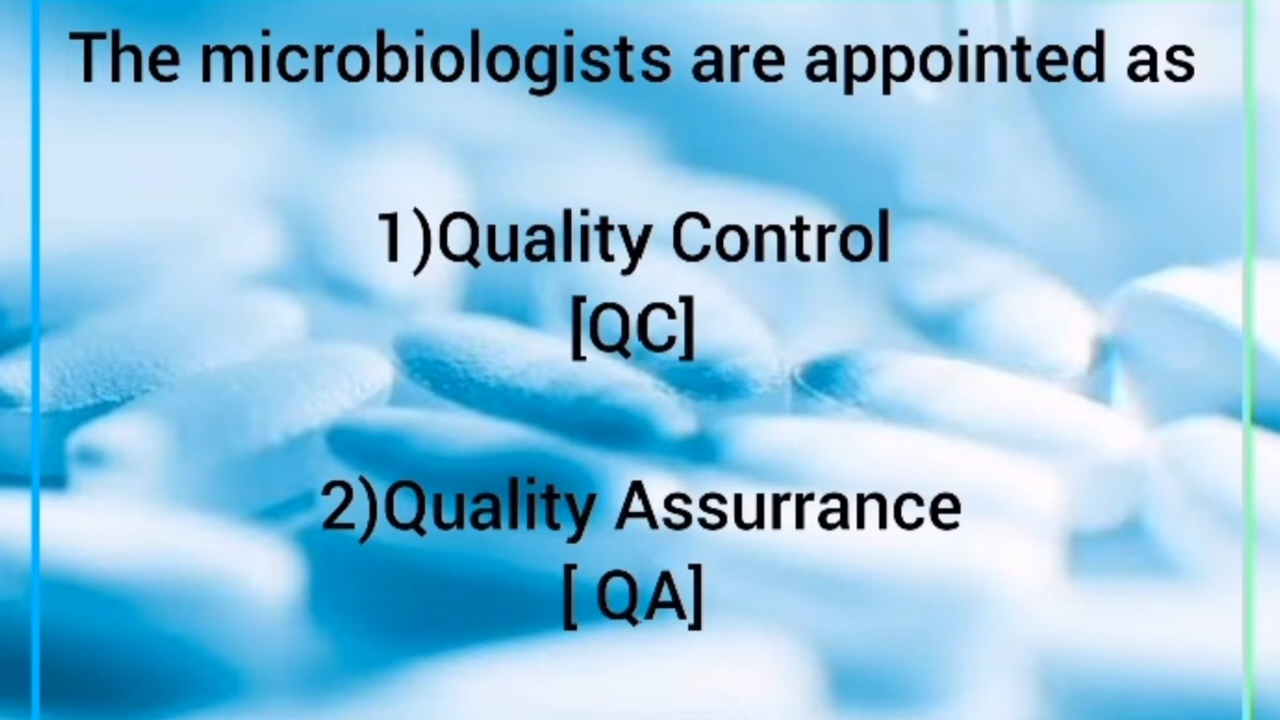 The microbiologists are appointed as
1)Quality Control
[QC]
2)Quality Assurrance
[ QA]